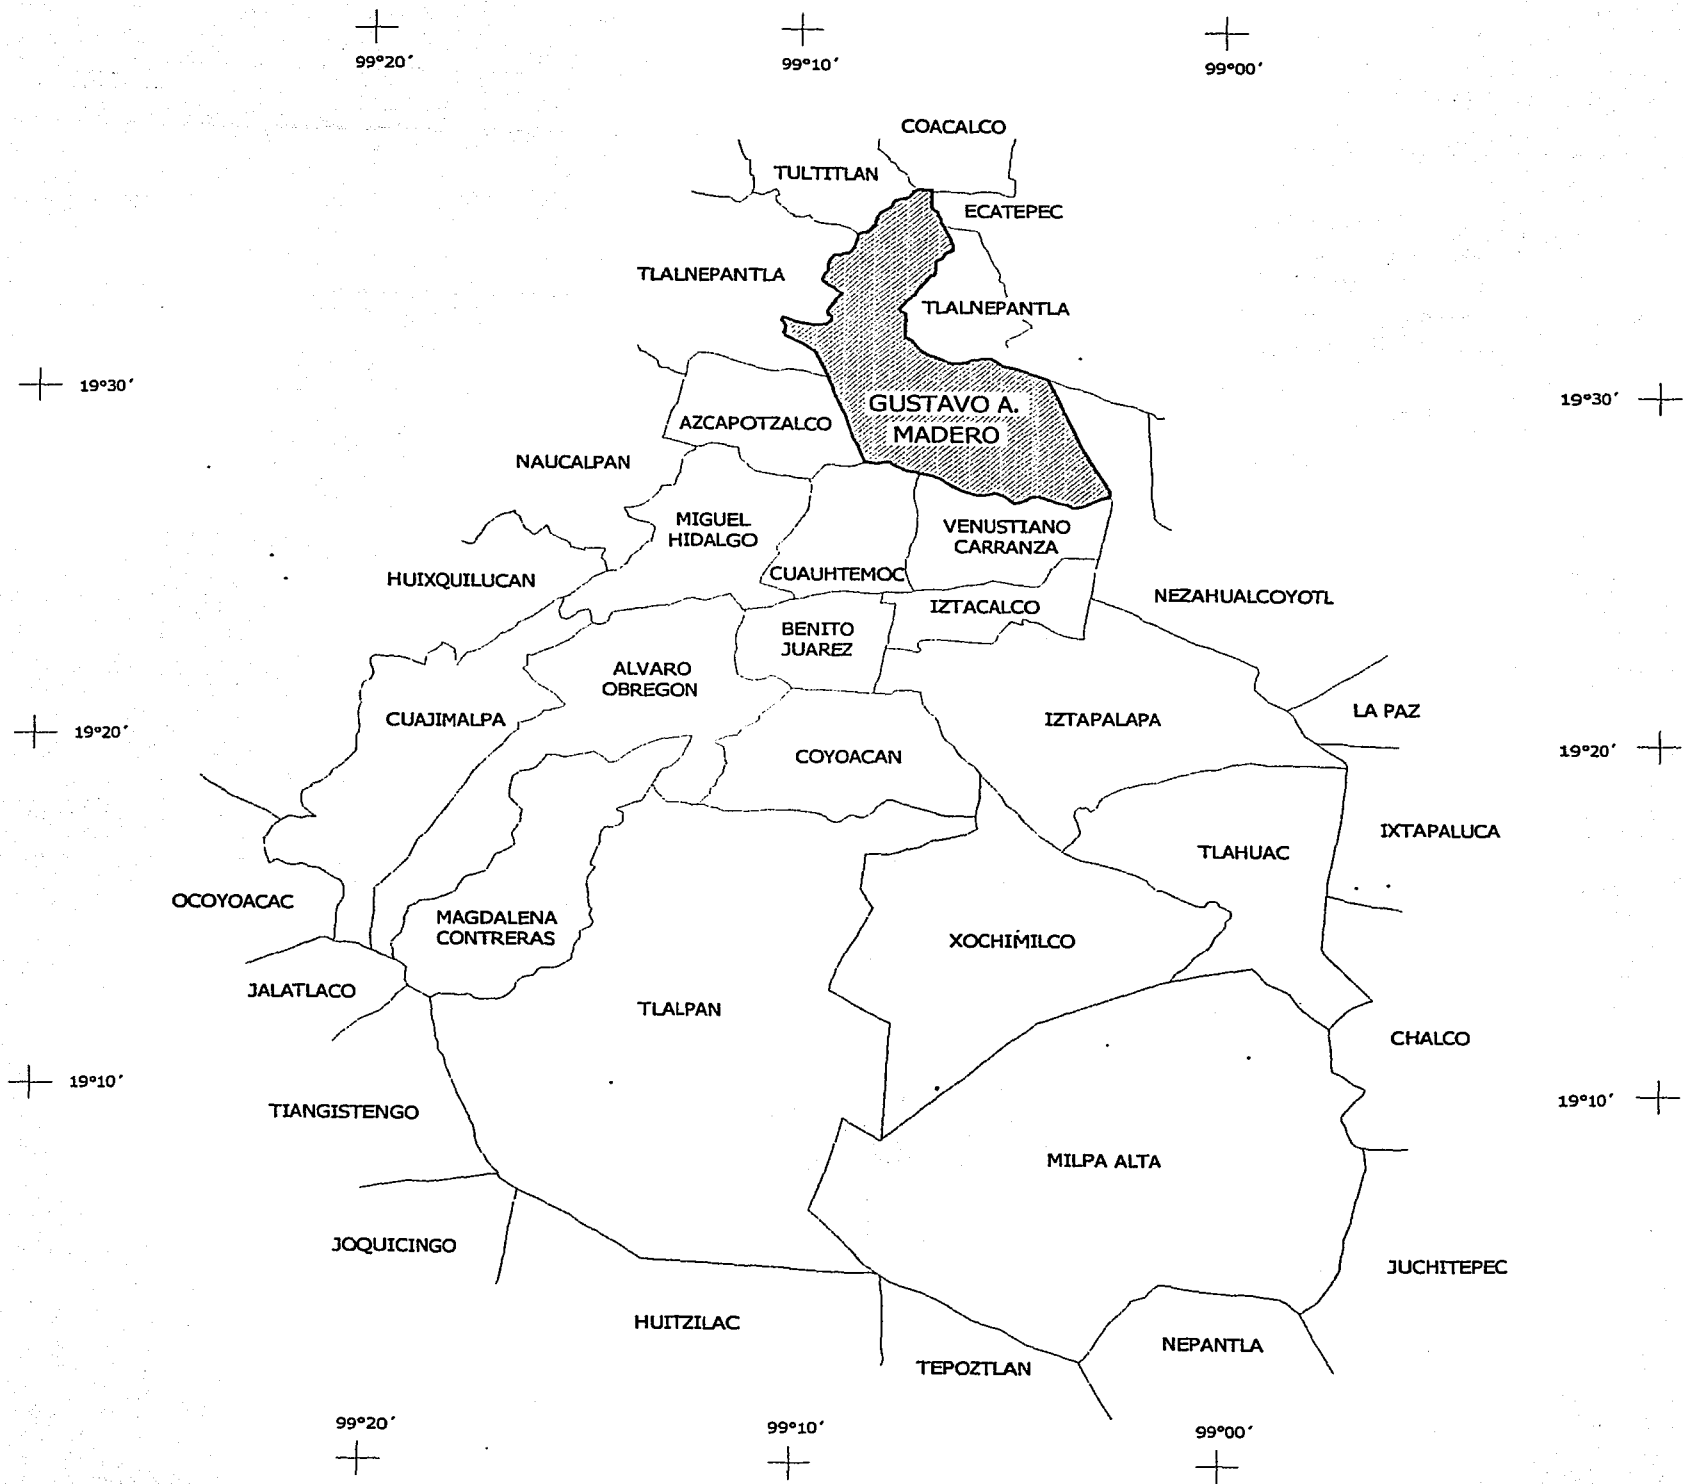 99°20′
99°10′
99°00′
COACALCO
TULTITLAN
ECATEPEC
TLALNEPANTLA
TLALNEPANTLA
19°30′
19°30′
GUSTAVO A.
MADERO
AZCAPOTZALCO
NAUCALPAN
MIGUEL
HIDALGO
VENUSTIANO
CARRANZA
HUIXQUILUCAN
CUAUHTEMOC
NEZAHUALCOYOTL
IZTACALCO
BENITO
JUAREZ
ALVARO
OBREGON
CUAJIMALPA
IZTAPALAPA
LA PAZ
19°20′
19°20′
COYOACAN
IXTAPALUCA
TLAHUAC
OCOYOACAC
MAGDALENA
CONTRERAS
XOCHIMILCO
JALATLACO
TLALPAN
CHALCO
19°10′
19°10′
TIANGISTENGO
MILPA ALTA
JOQUICINGO
JUCHITEPEC
HUITZILAC
NEPANTLA
TEPOZTLAN
99°20′
99°10′
99°00′